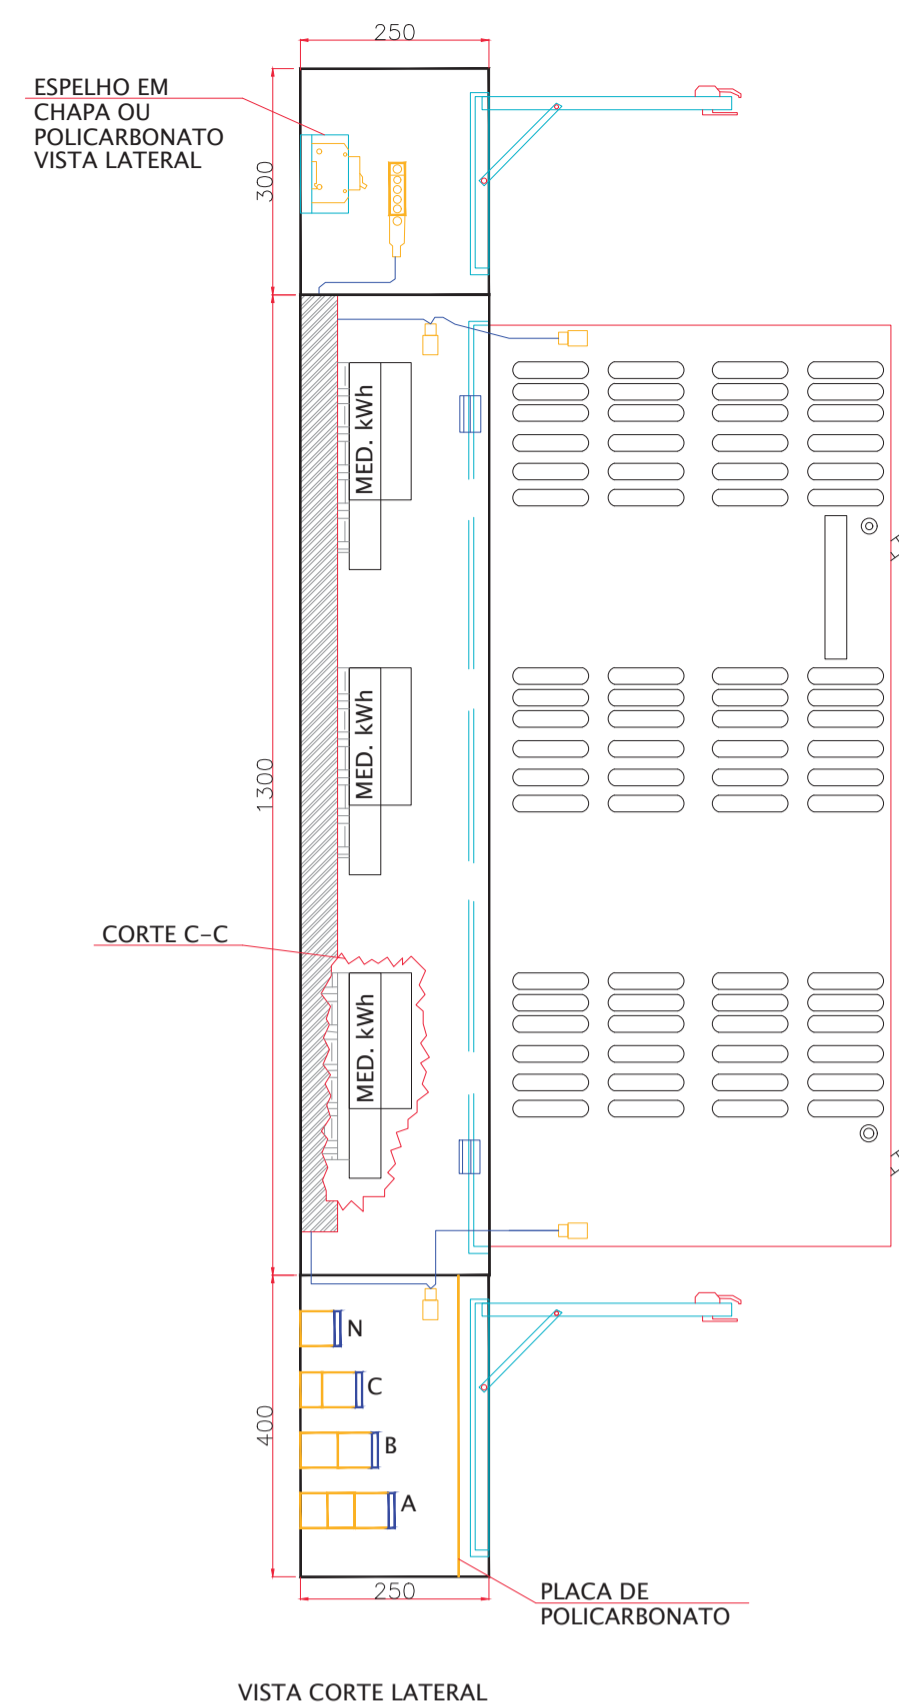 250
ESPELHO EM
CHAPA OU
POLICARBONATO
VISTA LATERAL
300
MED. kWh
MED. kWh
1300
CORTE C-C
MED. kWh
N
C
B
400
A
250
PLACA DE
POLICARBONATO
VISTA CORTE LATERAL